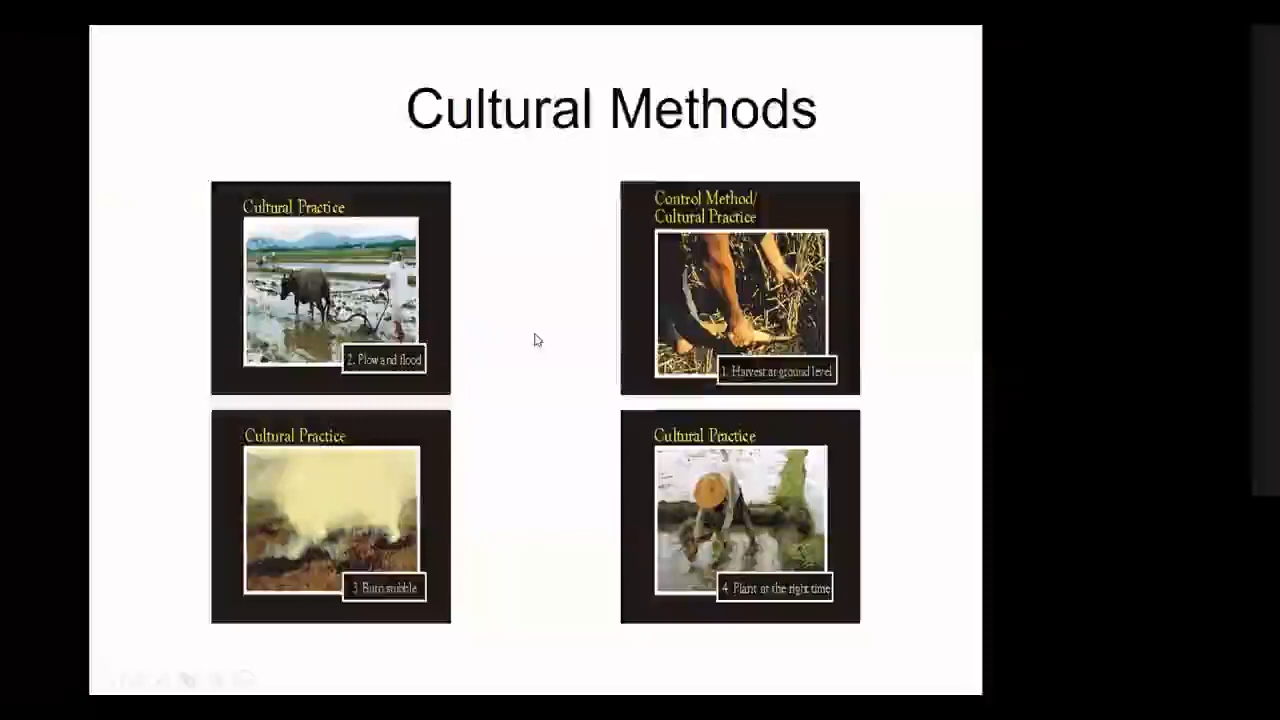 Cultural Methods
Cultural Practice
2. Plow and flood
Control Method/
Cultural Practice
1. Harvest at ground level
Cultural Practice
3. Burn stubble
Cultural Practice
4. Plant at the right time